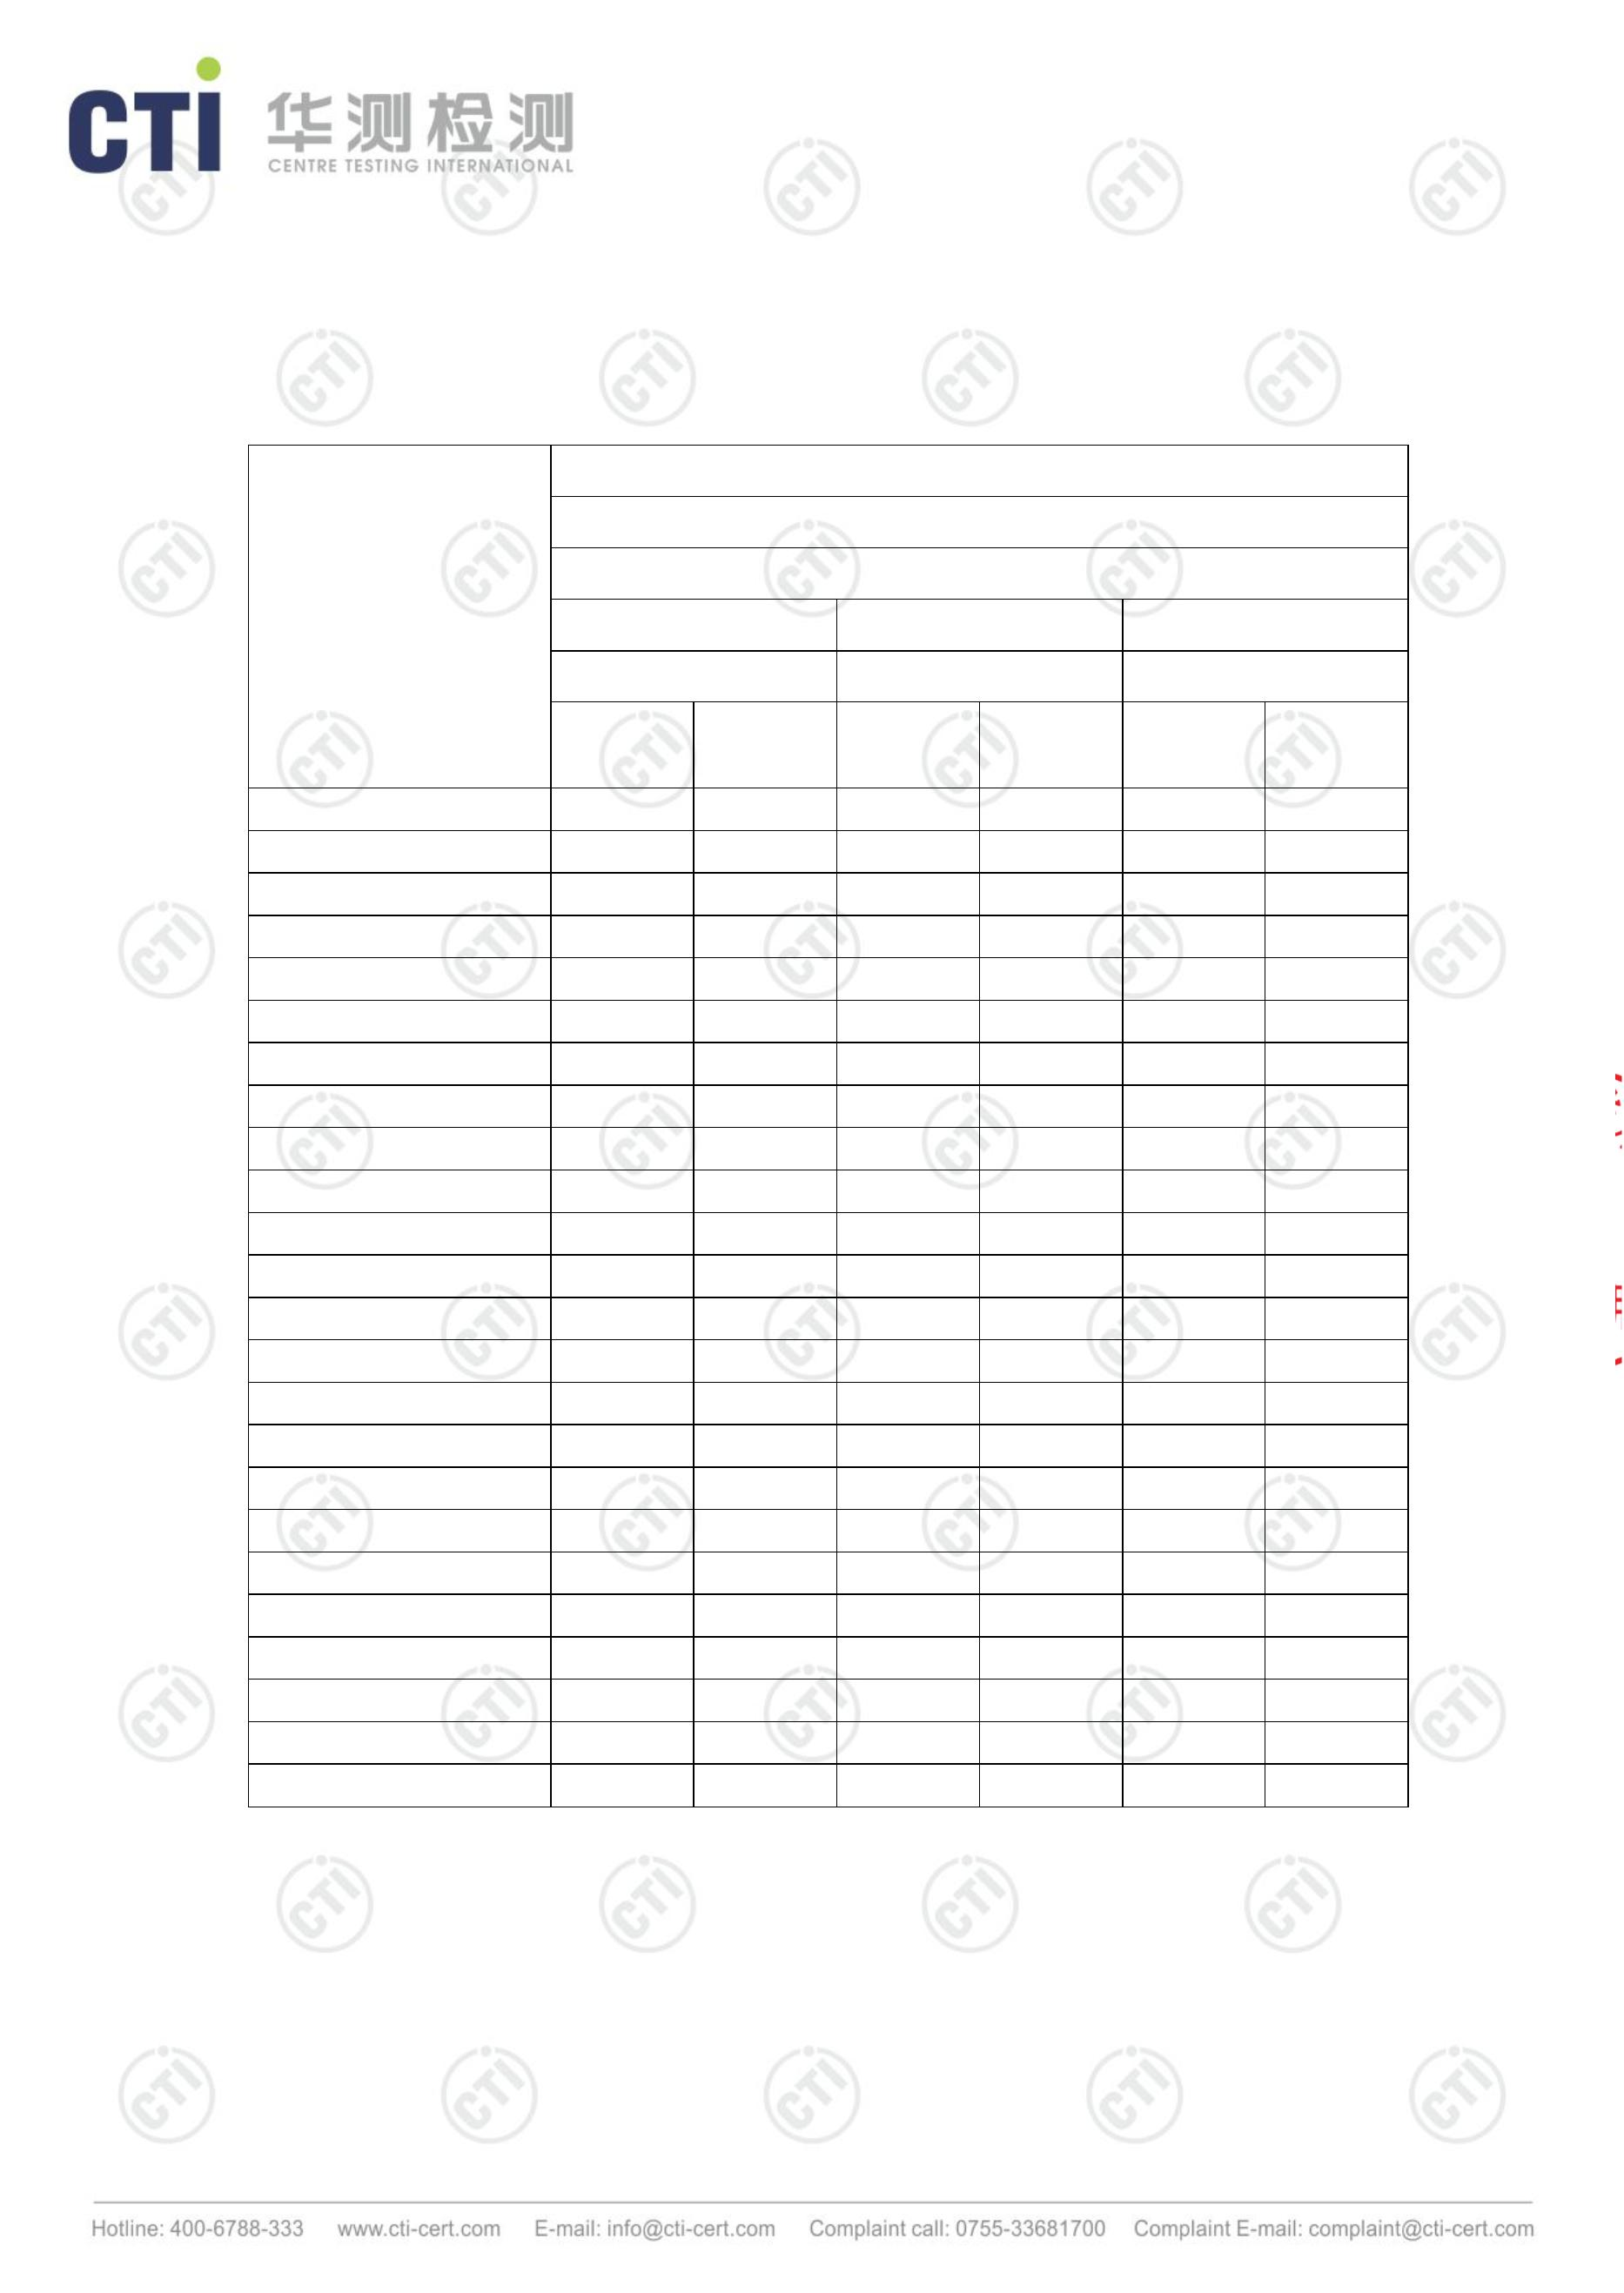 CTI 华测检测
CENTRE TESTING INTERNATIONAL
Hotline: 400-6788-333 www.cti-cert.com E-mail: info@cti-cert.com Complaint call: 0755-33681700 Complaint E-mail: complaint@cti-cert.com